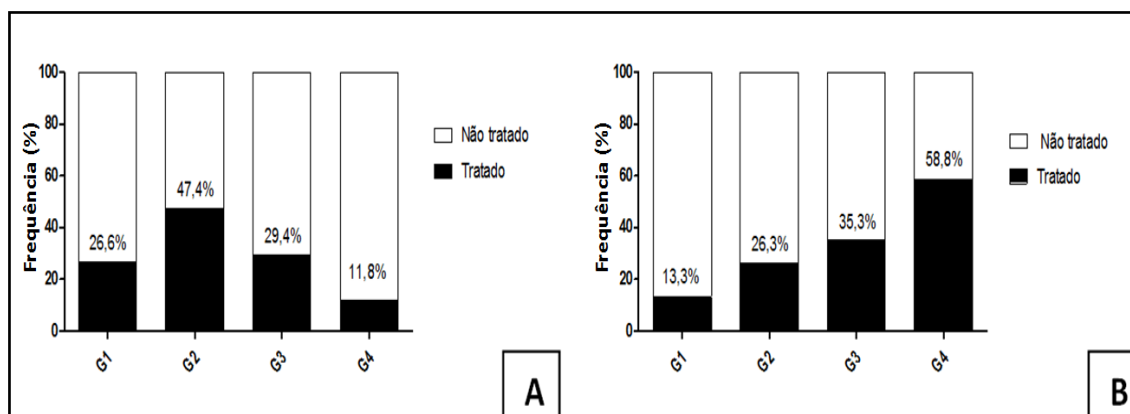 Frequência (%)
100
80
60
40
20
0
26,6%
47,4%
29,4%
11,8%
G1
G2
G3
G4
Não tratado
Tratado
A
Frequência (%)
100
80
60
40
20
0
13,3%
26,3%
35,3%
58,8%
G1
G2
G3
G4
Não tratado
Tratado
B